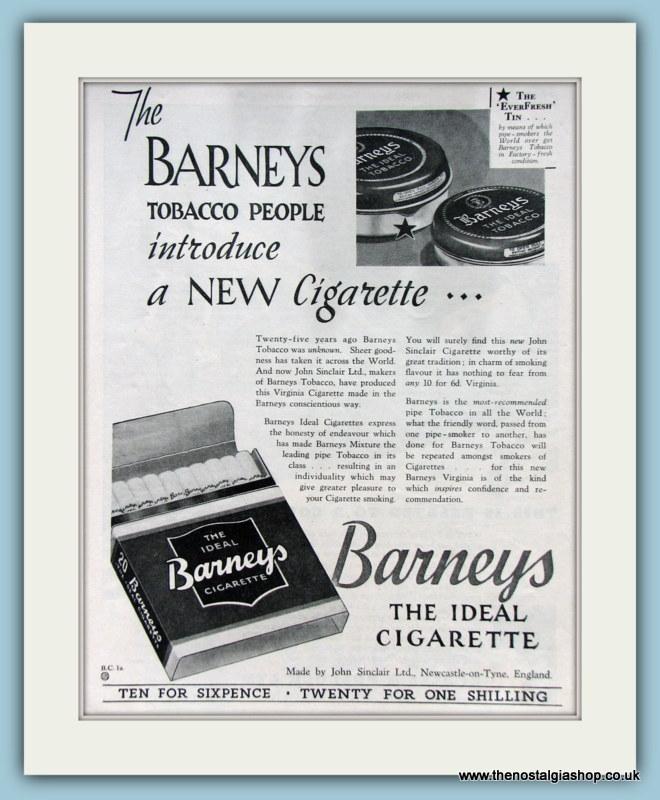 The
BARNEYS
TOBACCO PEOPLE
introduce
a NEW Cigarette ...
★ THE
'EVERFRESH'
TIN . . .
by means of which
pipe-smokers the
World over get
Barneys Tobacco
in Factory-fresh
condition.
Barneys
THE IDEAL
TOBACCO
Barneys
THE IDEAL
TOBACCO
Twenty-five years ago Barneys
Tobacco was unknown. Sheer good-
ness has taken it across the World.
And now John Sinclair Ltd., makers
of Barneys Tobacco, have produced
this Virginia Cigarette made in the
Barneys conscientious way.
Barneys Ideal Cigarettes express
the honesty of endeavour which
has made Barneys Mixture the
leading pipe Tobacco in its
class . . . . resulting in an
individuality which may
give greater pleasure to
your Cigarette smoking.
You will surely find this new John
Sinclair Cigarette worthy of its
great tradition; in charm of smoking
flavour it has nothing to fear from
any 10 for 6d. Virginia.
Barneys is the most-recommended
pipe Tobacco in all the World;
what the friendly word, passed from
one pipe-smoker to another, has
done for Barneys Tobacco will
be repeated amongst smokers of
Cigarettes . . . . for this new
Barneys Virginia is of the kind
which inspires confidence and re-
commendation.
THE
IDEAL
Barneys
CIGARETTE
20 Barneys
Barneys
THE IDEAL
CIGARETTE
B.C. 1a
Made by John Sinclair Ltd., Newcastle-on-Tyne, England.
TEN FOR SIXPENCE · TWENTY FOR ONE SHILLING
www.thenostalgiashop.co.uk